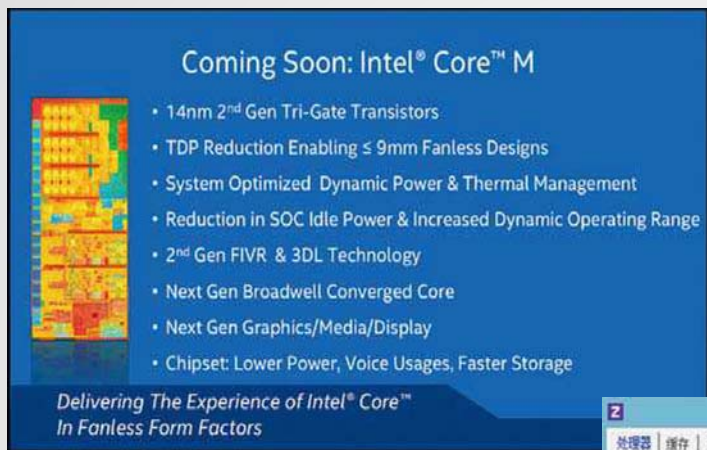 Coming Soon: Intel® Core™ M
• 14nm 2nd Gen Tri-Gate Transistors
• TDP Reduction Enabling ≤ 9mm Fanless Designs
• System Optimized Dynamic Power & Thermal Management
• Reduction in SOC Idle Power & Increased Dynamic Operating Range
• 2nd Gen FIVR & 3DL Technology
• Next Gen Broadwell Converged Core
• Next Gen Graphics/Media/Display
• Chipset: Lower Power, Voice Usages, Faster Storage
Delivering The Experience of Intel® Core™
In Fanless Form Factors
Z
处理器 缓存